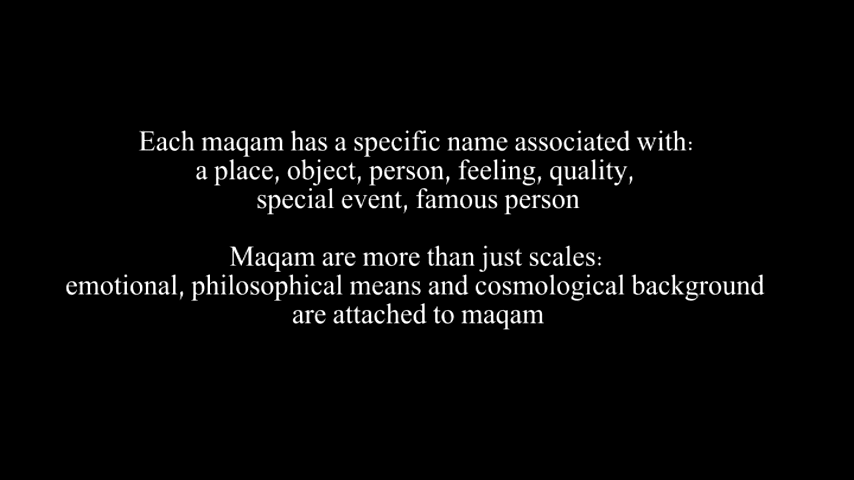 Each maqam has a specific name associated with:
a place, object, person, feeling, quality,
special event, famous person
Maqam are more than just scales:
emotional, philosophical means and cosmological background
are attached to maqam